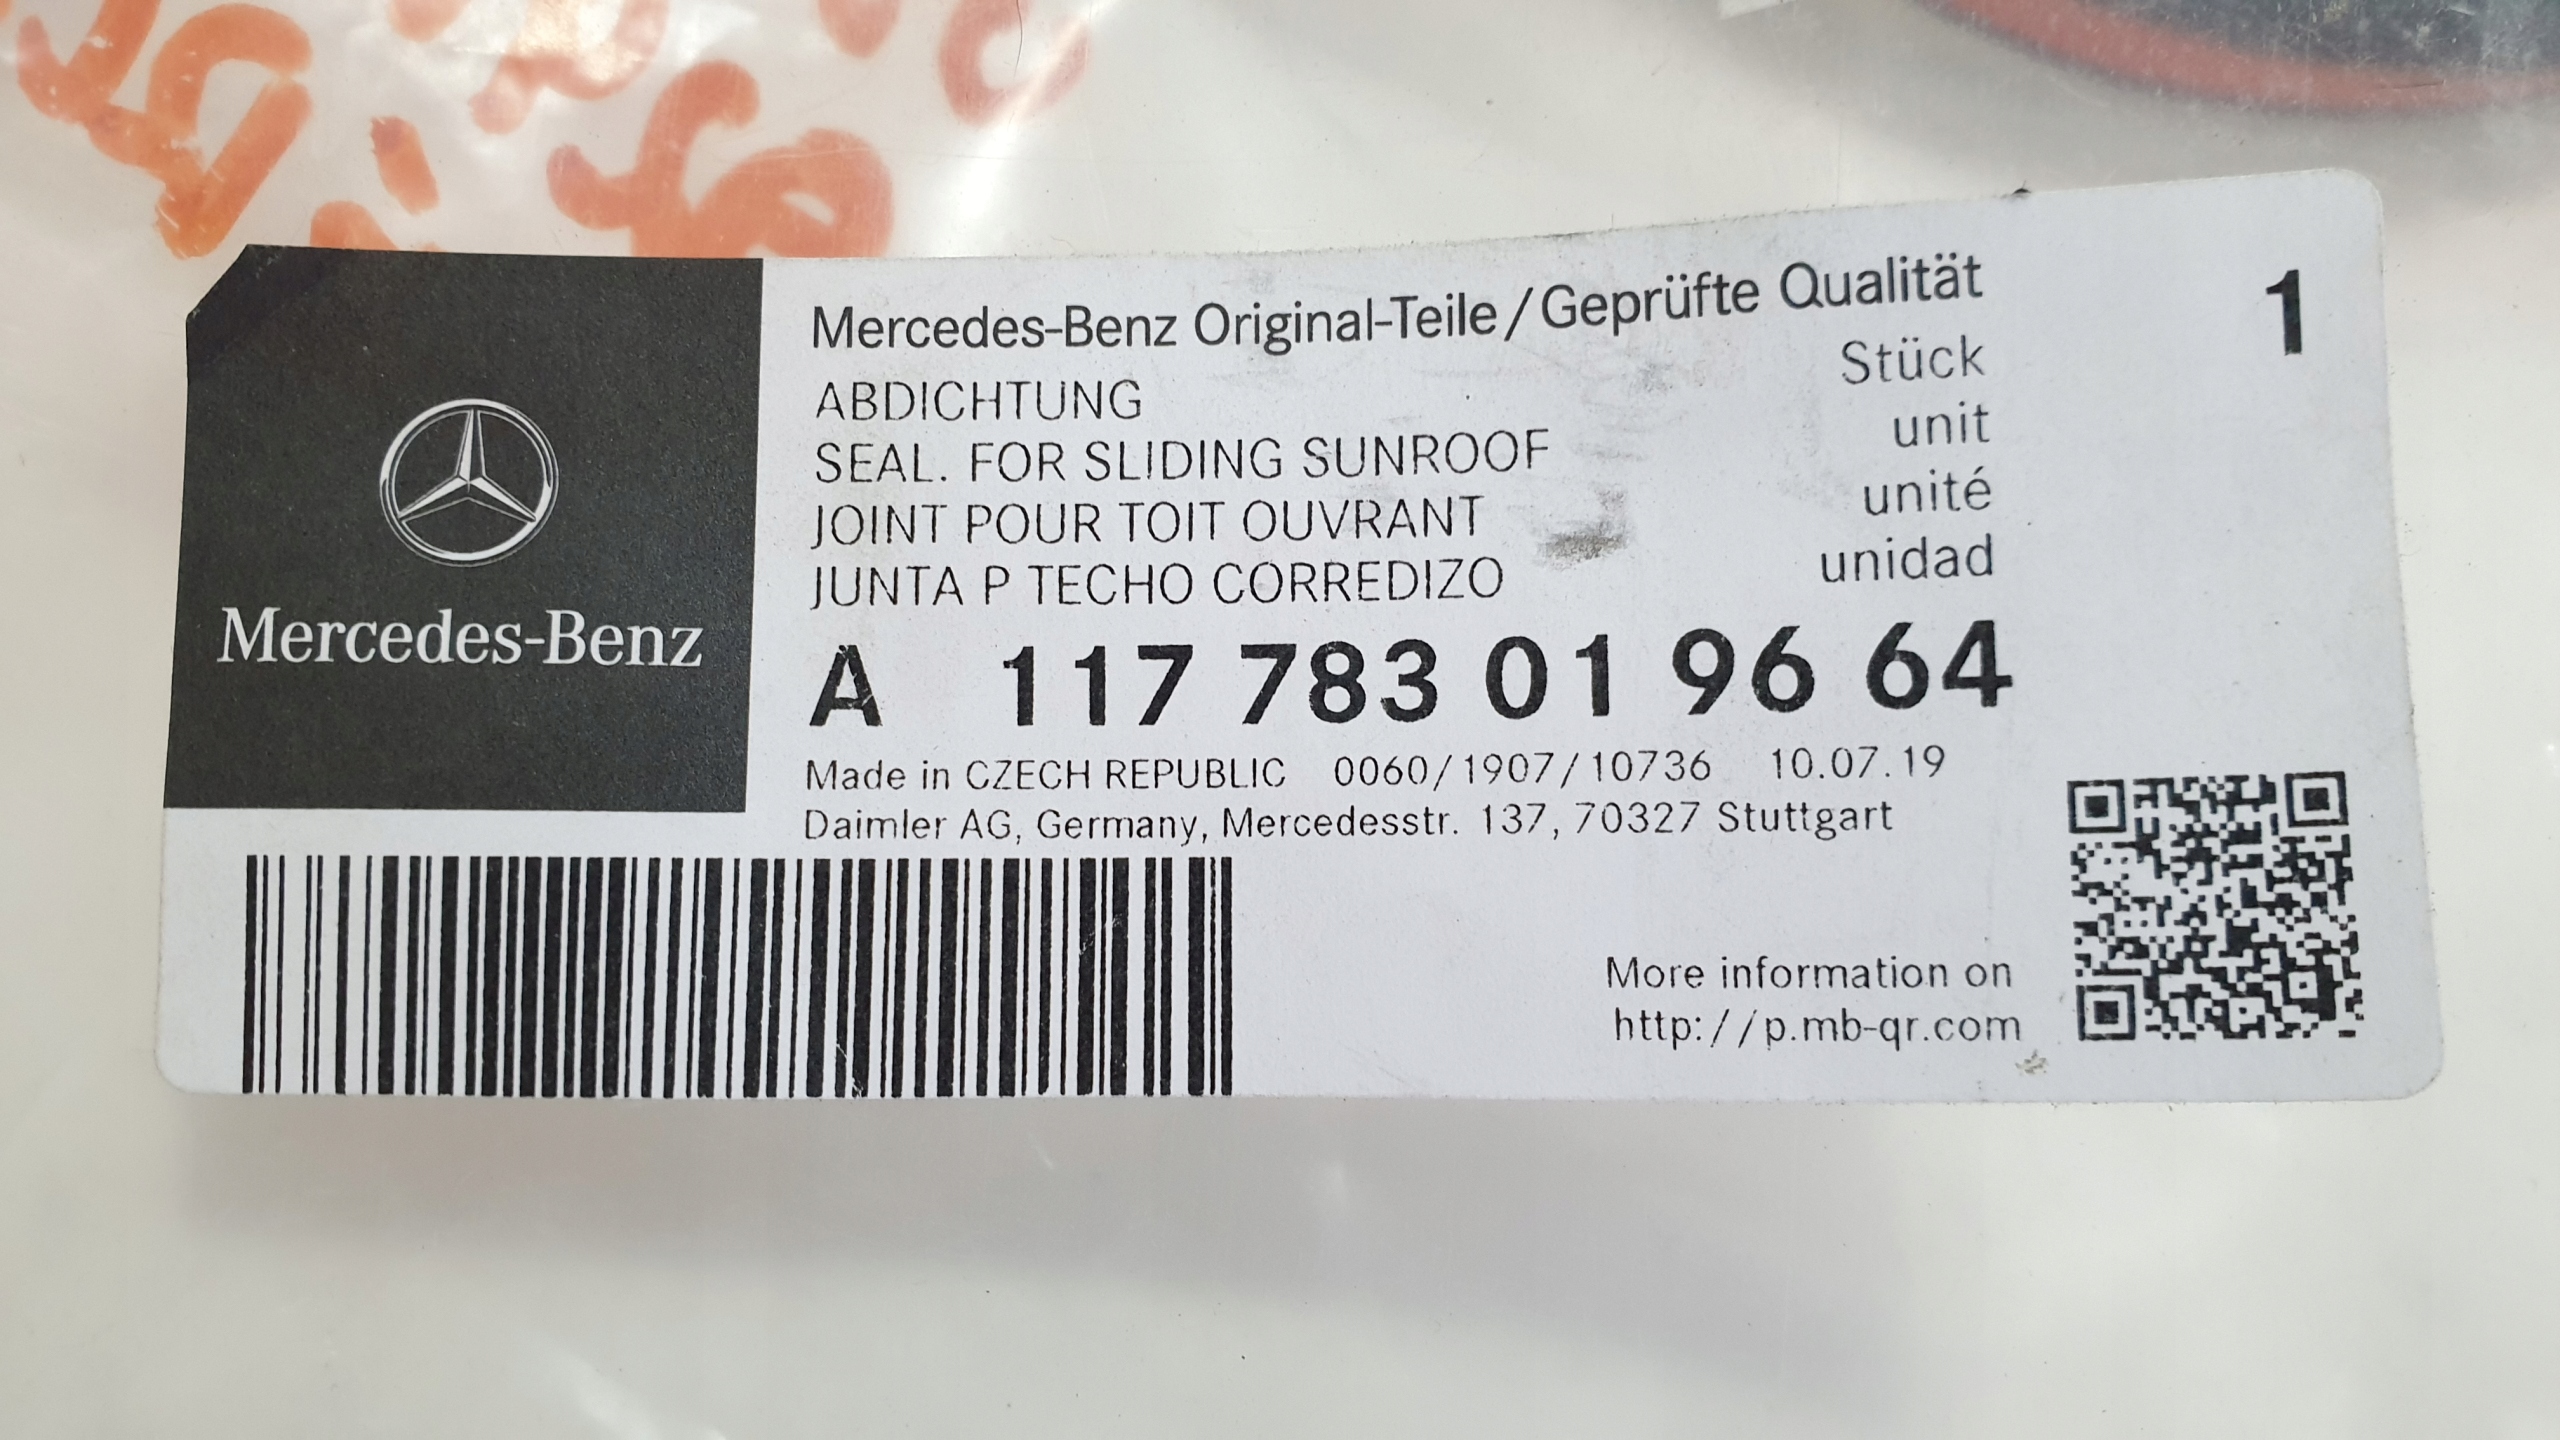 Mercedes-Benz
Mercedes-Benz Original-Teile/Geprüfte Qualität
1
ABDICHTUNG
Stück
SEAL. FOR SLIDING SUNROOF
unit
JOINT POUR TOIT OUVRANT
unité
JUNTA P TECHO CORREDIZO
unidad
A 117 783 01 96 64
Made in CZECH REPUBLIC 0060/1907/10736 10.07.19
Daimler AG, Germany, Mercedesstr. 137, 70327 Stuttgart
More information on
http://p.mb-qr.com